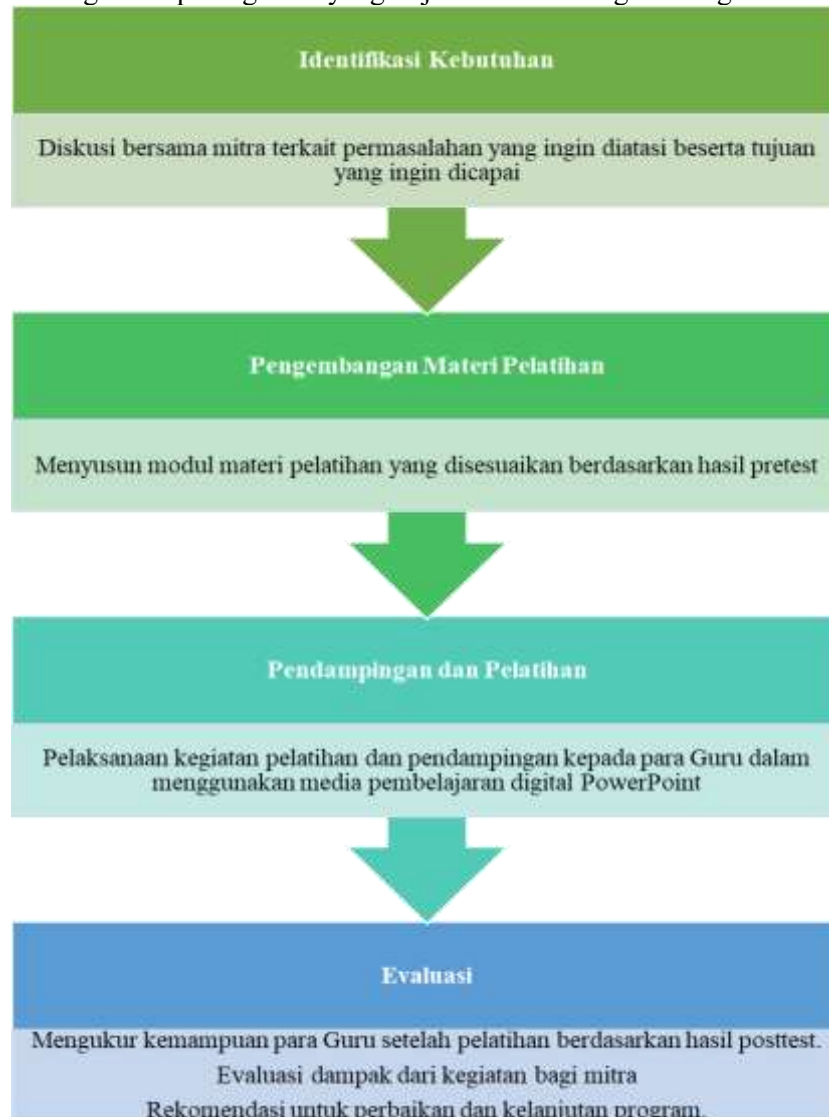 Identifikasi Kebutuhan
Diskusi bersama mitra terkait permasalahan yang ingin diatasi beserta tujuan
yang ingin dicapai
Pengembangan Materi Pelatihan
Menyusun modul materi pelatihan yang disesuaikan berdasarkan hasil pretest
Pendampingan dan Pelatihan
Pelaksanaan kegiatan pelatihan dan pendampingan kepada para Guru dalam
menggunakan media pembelajaran digital PowerPoint
Evaluasi
Mengukur kemampuan para Guru setelah pelatihan berdasarkan hasil posttest.
Evaluasi dampak dari kegiatan bagi mitra
Rekomendasi untuk perbaikan dan kelanjutan program